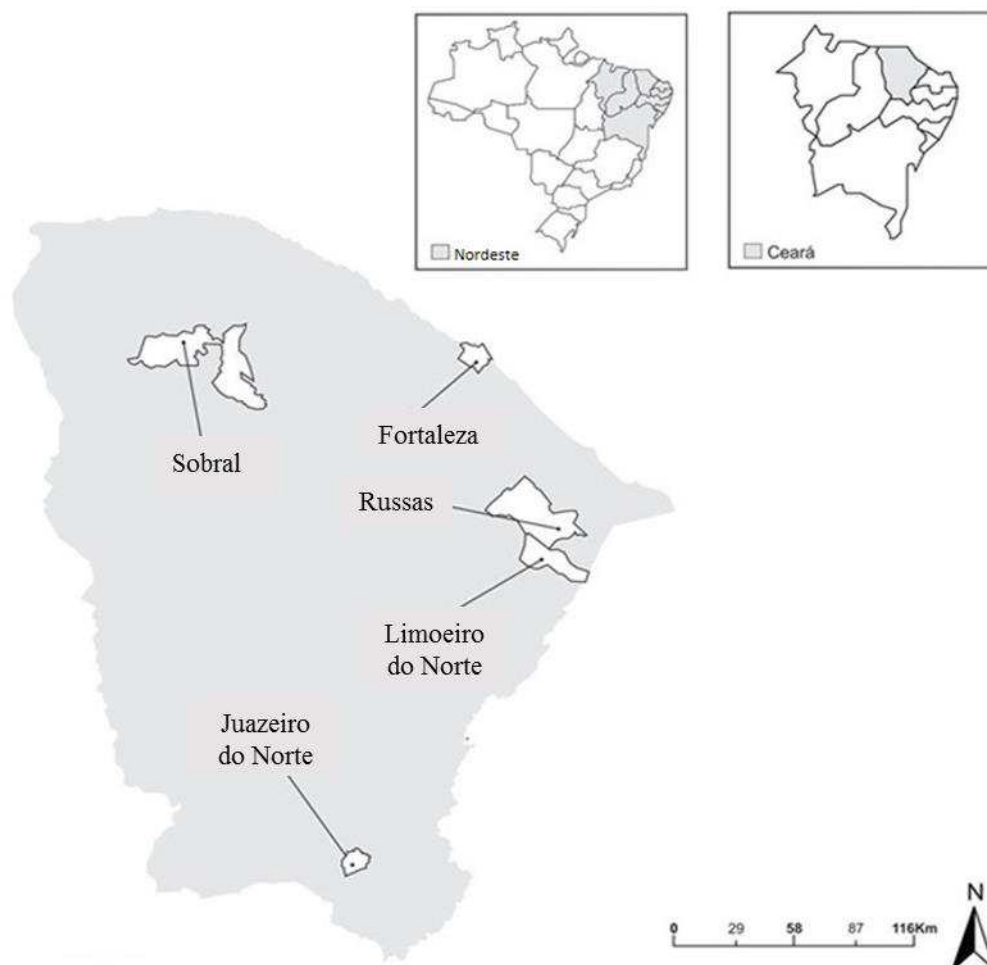 Nordeste
Ceará
Sobral
Fortaleza
Russas
Limoeiro
do Norte
Juazeiro
do Norte
N
0 29 58 87 116Km